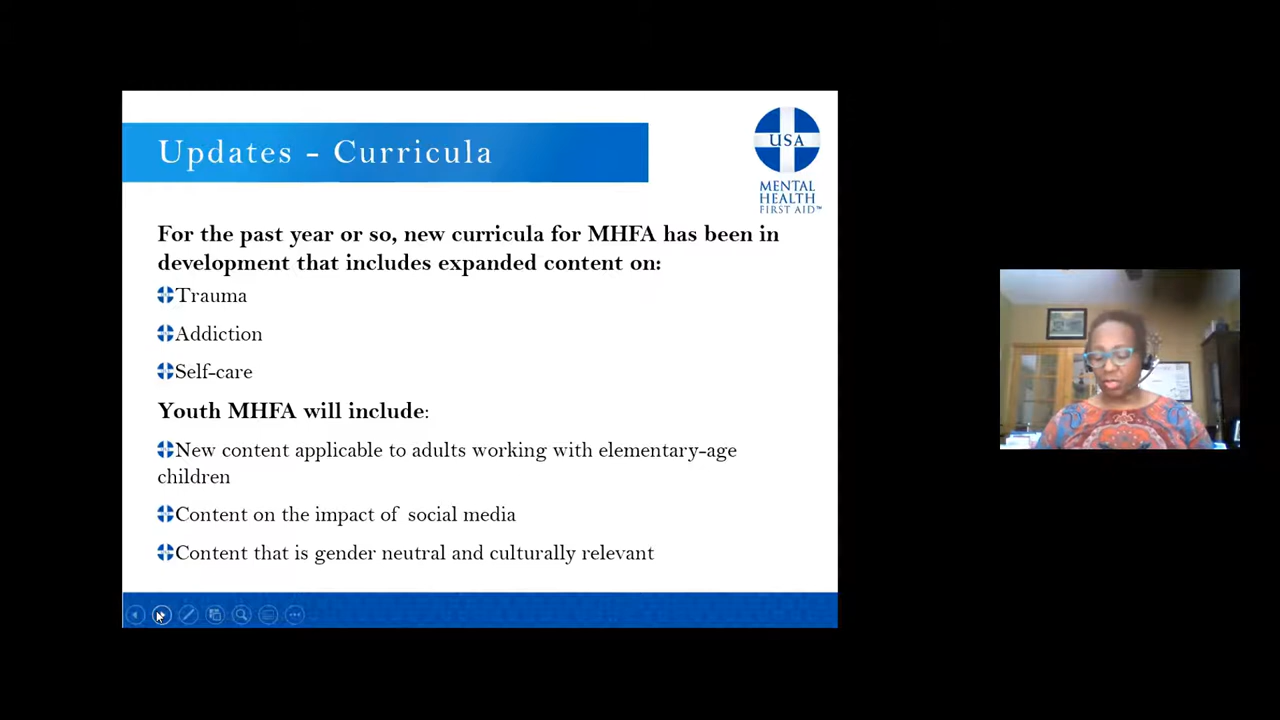 Updates - Curricula
USA
MENTAL
HEALTH
FIRST AID™
For the past year or so, new curricula for MHFA has been in
development that includes expanded content on:
Trauma
Addiction
Self-care
Youth MHFA will include:
New content applicable to adults working with elementary-age
children
Content on the impact of social media
Content that is gender neutral and culturally relevant